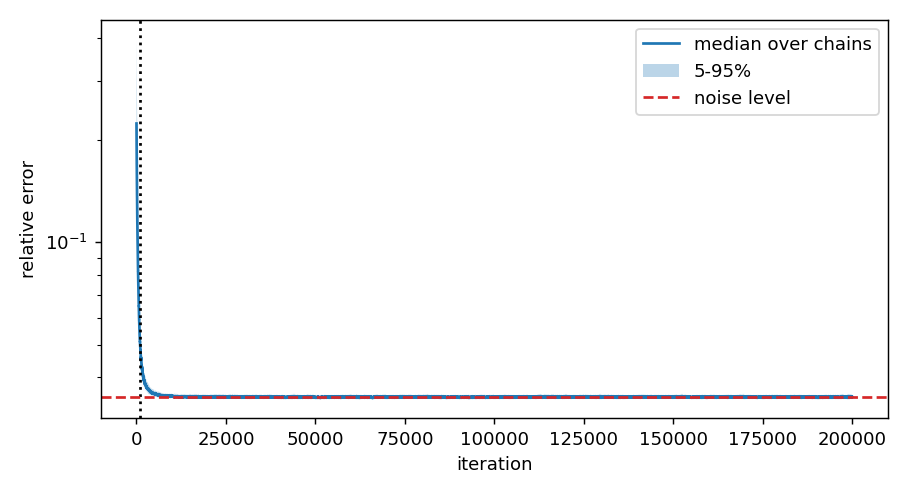 median over chains
5-95%
noise level
relative error
10⁻¹
0 25000 50000 75000 100000 125000 150000 175000 200000
iteration